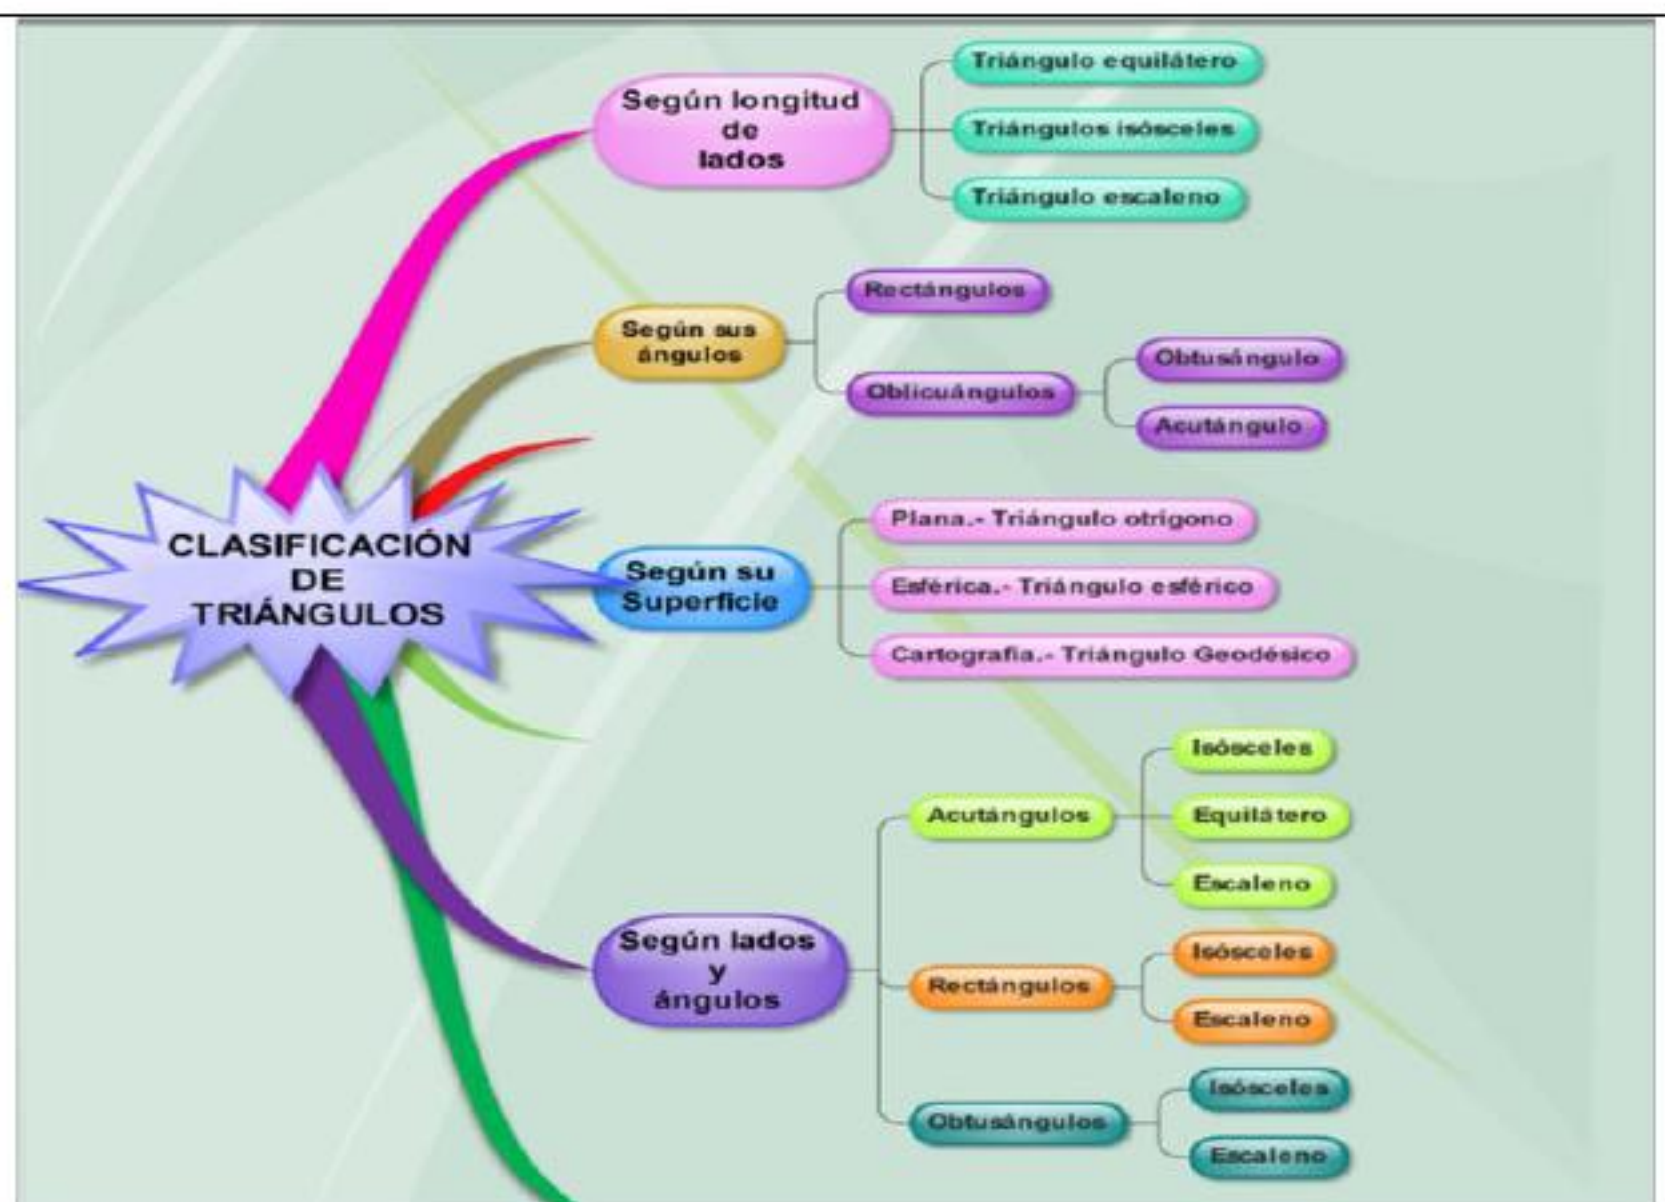 Según longitud
de
lados
Triángulo equilátero
Triángulos isósceles
Triángulo escaleno
Según sus
ángulos
Rectángulos
Oblicuángulos
Obtusángulo
Acutángulo
CLASIFICACIÓN
DE
TRIÁNGULOS
Según su
Superficie
Plana.- Triángulo otrigono
Esférica.- Triángulo esférico
Cartografia.- Triángulo Geodésico
Según lados
y
ángulos
Acutángulos
Isósceles
Equilátero
Escaleno
Rectángulos
Isósceles
Escaleno
Obtusángulos
Isósceles
Escaleno